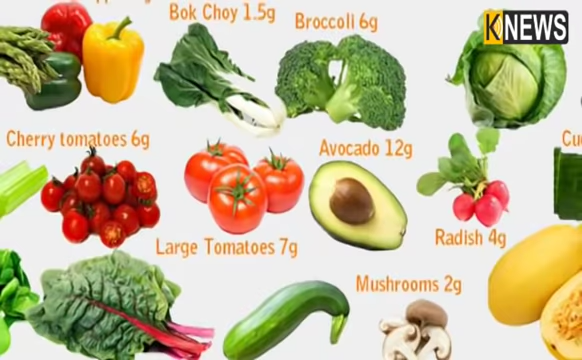 KNEWS
Bok Choy 1.5g
Broccoli 6g
Cherry tomatoes 6g
Avocado 12g
Large Tomatoes 7g
Radish 4g
Mushrooms 2g